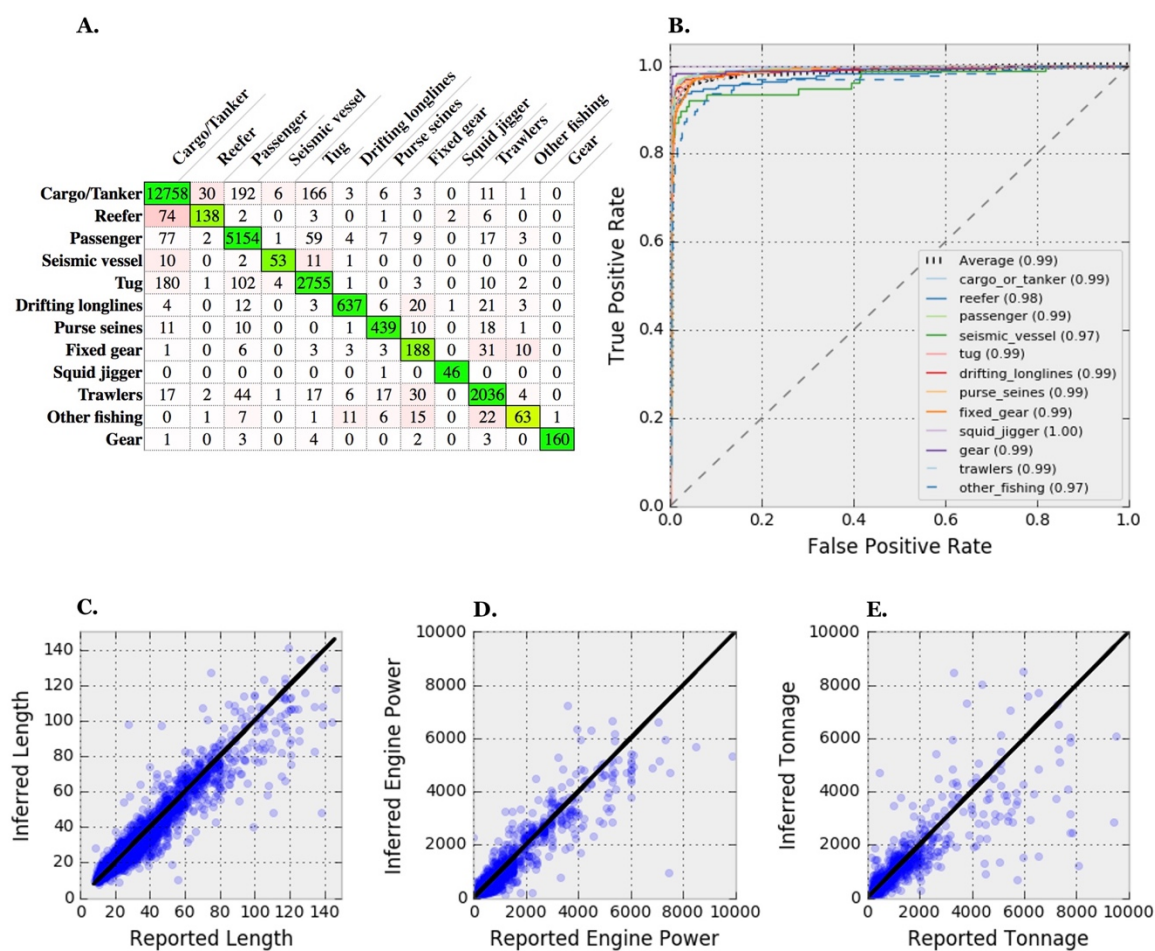 A.
Cargo/Tanker
Reefer
Passenger
Seismic vessel
Tug
Drifting longlines
Purse seines
Fixed gear
Squid jigger
Trawlers
Other fishing
Gear
Cargo/Tanker 12758 30 192 6 166 3 6 3 0 11 1 0
Reefer 74 138 2 0 3 0 1 0 2 6 0 0
Passenger 77 2 5154 1 59 4 7 9 0 17 3 0
Seismic vessel 10 0 2 53 11 1 0 0 0 0 0 0
Tug 180 1 102 4 2755 1 0 3 0 10 2 0
Drifting longlines 4 0 12 0 3 637 6 20 1 21 3 0
Purse seines 11 0 10 0 0 1 439 10 0 18 1 0
Fixed gear 1 0 6 0 3 3 3 188 0 31 10 0
Squid jigger 0 0 0 0 0 0 1 0 46 0 0 0
Trawlers 17 2 44 1 17 6 17 30 0 2036 4 0
Other fishing 0 1 7 0 1 11 6 15 0 22 63 1
Gear 1 0 3 0 4 0 0 2 0 3 0 160
B.
True Positive Rate
1.0
0.8
0.6
0.4
0.2
0.0
Average (0.99)
cargo_or_tanker (0.99)
reefer (0.98)
passenger (0.99)
seismic_vessel (0.97)
tug (0.99)
drifting_longlines (0.99)
purse_seines (0.99)
fixed_gear (0.99)
squid_jigger (1.00)
gear (0.99)
trawlers (0.99)
other_fishing (0.97)
0.0 0.2 0.4 0.6 0.8 1.0
False Positive Rate
C.
Inferred Length
140
120
100
80
60
40
20
0
0 20 40 60 80 100 120 140
Reported Length
D.
Inferred Engine Power
10000
8000
6000
4000
2000
0
0 2000 4000 6000 8000 10000
Reported Engine Power
E.
Inferred Tonnage
10000
8000
6000
4000
2000
0
0 2000 4000 6000 8000 10000
Reported Tonnage